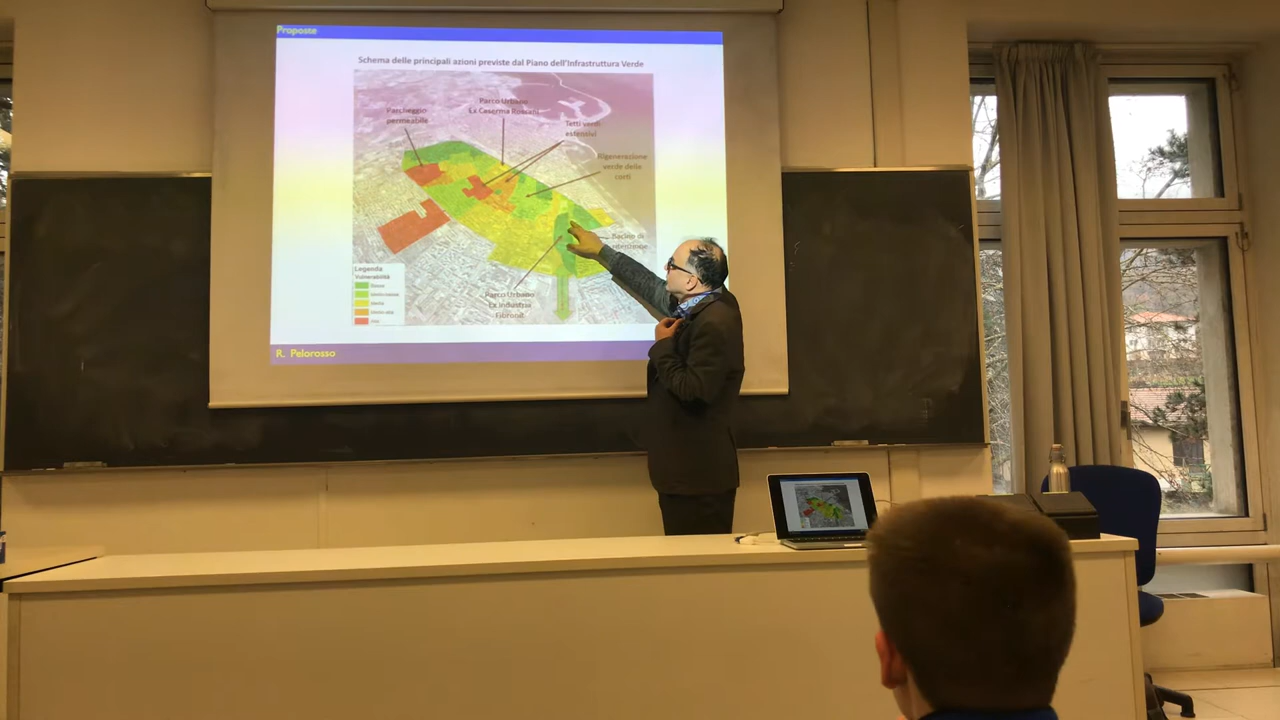 Proposte
Schema delle principali azioni previste dal Piano dell'Infrastruttura Verde
Parcheggio
permeabile
Parco Urbano
Ex Caserma Rossani
Tetti verdi
estensivi
Rigenerazione
verde delle
corti
Bacino di
Parco Urbano
Ex Industria
Fibronit
Legenda
Vulnerabilità
R. Pelorosso